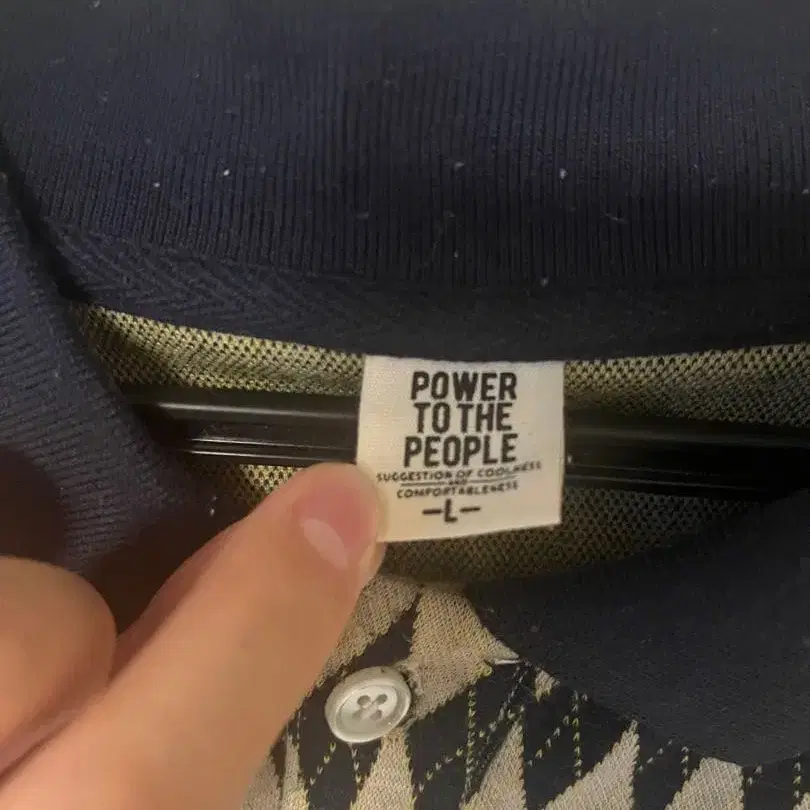 POWER
TO THE
PEOPLE
SUGGESTION OF COOLNESS
AND
COMFORTABLENESS
-L-